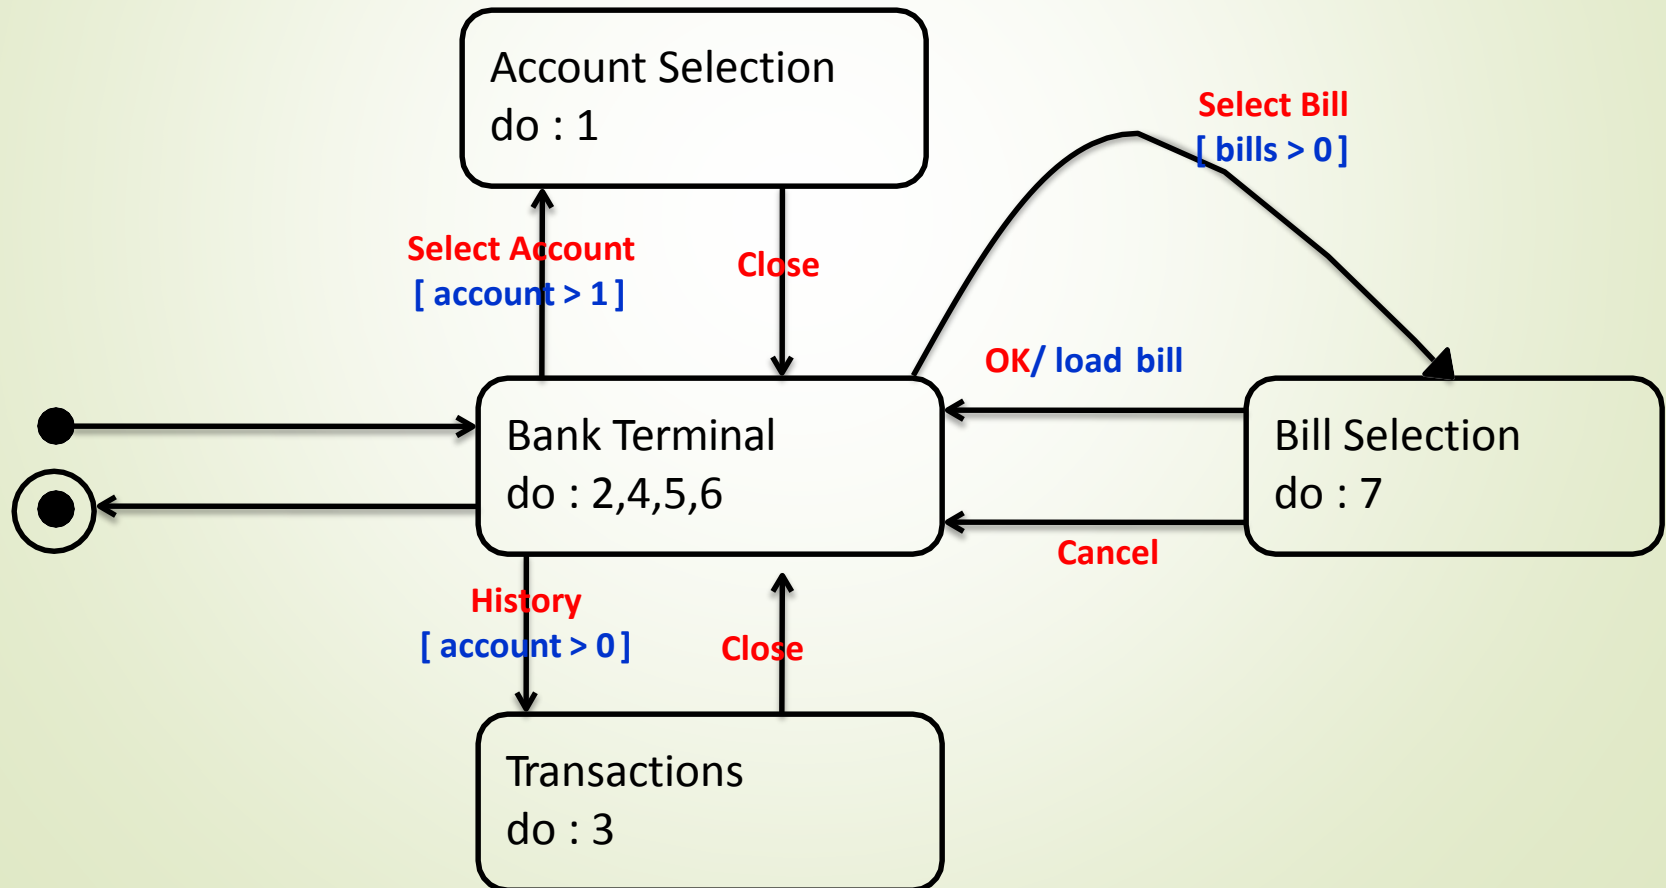 Account Selection
do : 1
Select Bill
[ bills > 0 ]
Select Account
[ account > 1 ]
Close
OK/ load bill
Bank Terminal
do : 2,4,5,6
Bill Selection
do : 7
Cancel
History
[ account > 0 ]
Close
Transactions
do : 3